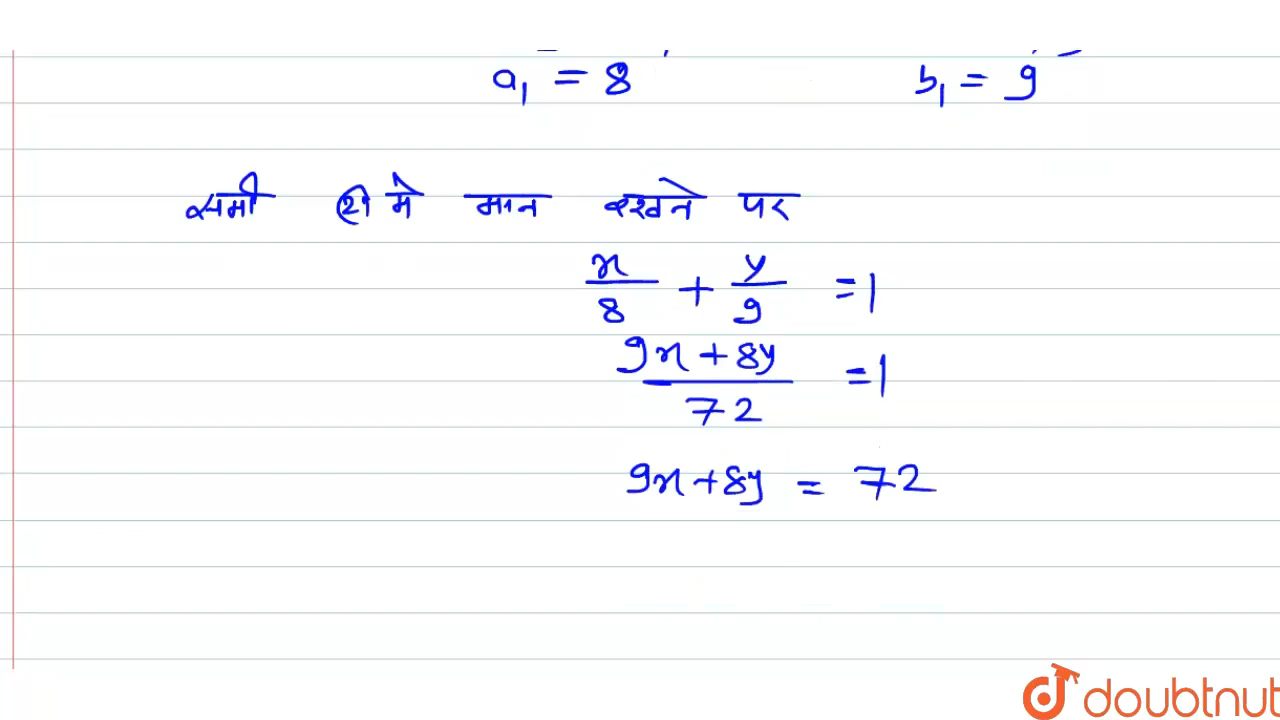 a₁ = 8 b₁ = 9
समी (2) मे मान रखने पर
x/8 + y/9 = 1
9x + 8y / 72 = 1
9x + 8y = 72
doubtnut